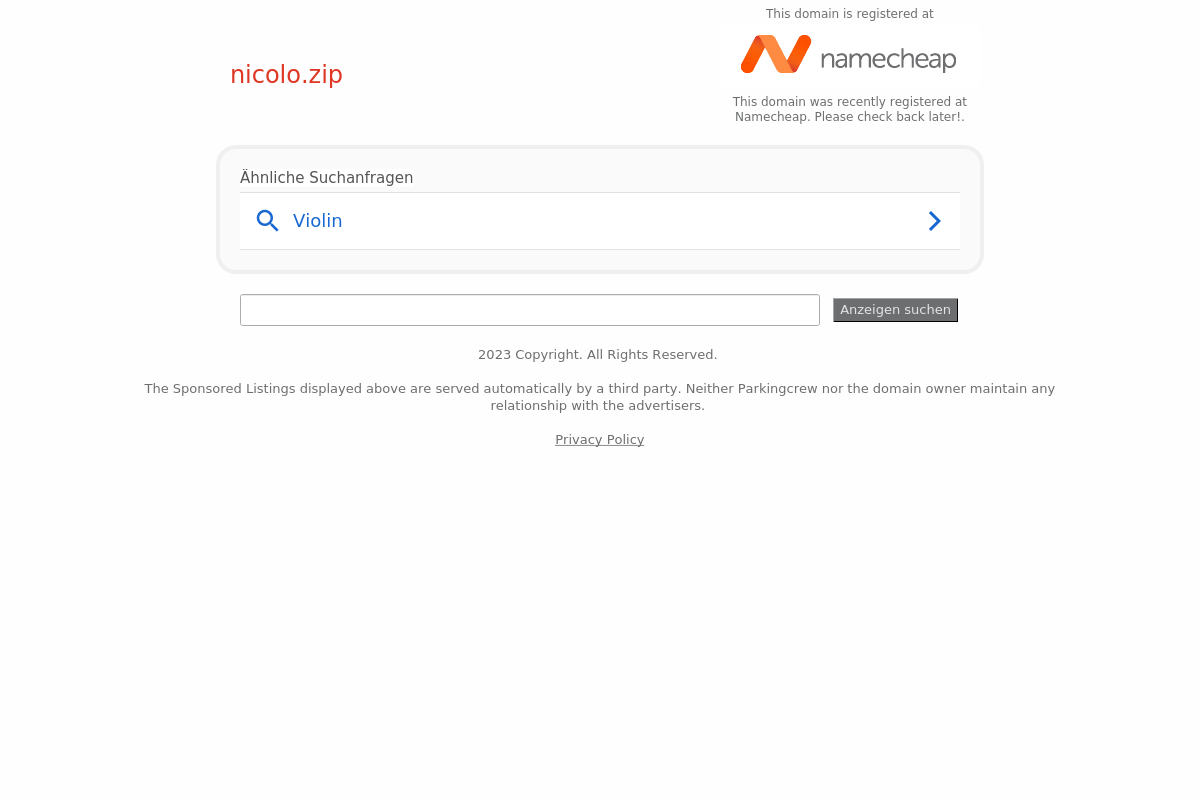 This domain is registered at
namecheap
nicolo.zip
This domain was recently registered at
Namecheap. Please check back later!.
Ähnliche Suchanfragen
Violin
Anzeigen suchen
2023 Copyright. All Rights Reserved.
The Sponsored Listings displayed above are served automatically by a third party. Neither Parkingcrew nor the domain owner maintain any
relationship with the advertisers.
Privacy Policy